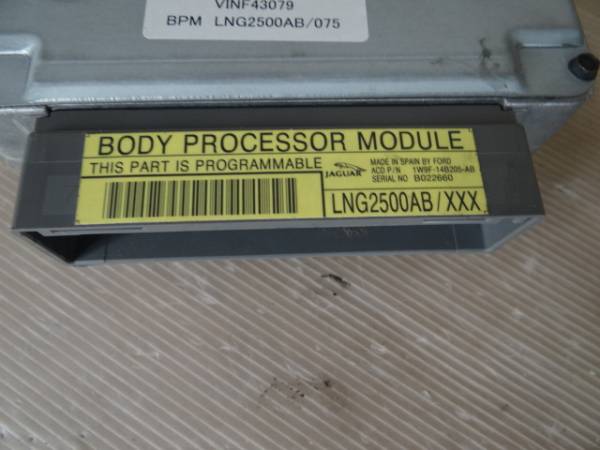 VINF43079
BPM LNG2500AB/075
BODY PROCESSOR MODULE
THIS PART IS PROGRAMMABLE
JAGUAR
MADE IN SPAIN BY FORD
ACD P/N 1W9F-14B205-AB
SERIAL NO B022660
LNG2500AB/XXX